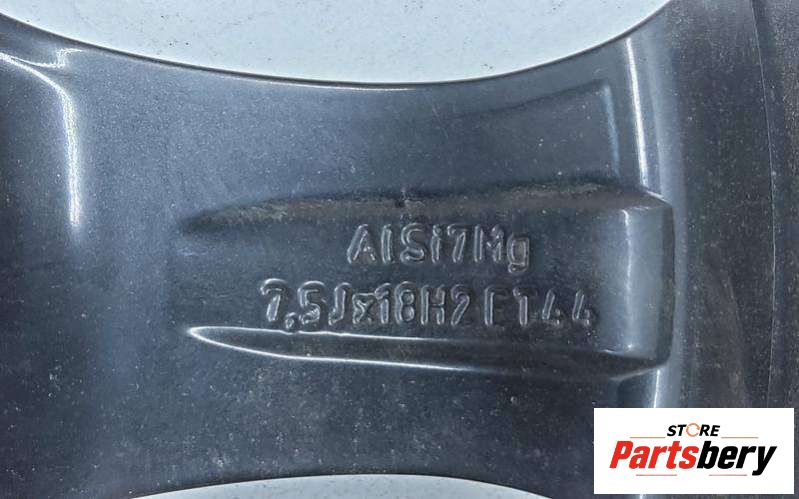 AlSi7Mg
7,5Jx18H2 ET44
STORE
Partsbery